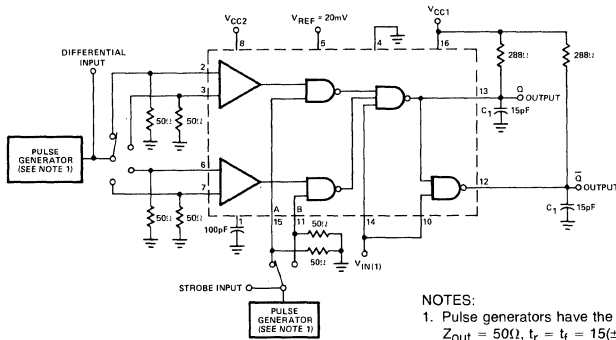 VCC2
VREF = 20mV
VCC1
8
5
4
16
DIFFERENTIAL
INPUT
288Ω
288Ω
2
3
13
Q
OUTPUT
C1
15pF
50Ω
50Ω
PULSE
GENERATOR
(SEE NOTE 1)
6
7
12
Q̅
OUTPUT
C1
15pF
50Ω
50Ω
A
B
1
15
11
14
10
100pF
50Ω
50Ω
VIN(1)
STROBE INPUT
PULSE
GENERATOR
(SEE NOTE 1)
NOTES:
1. Pulse generators have the
Zout = 50Ω, tr = tf = 15(±